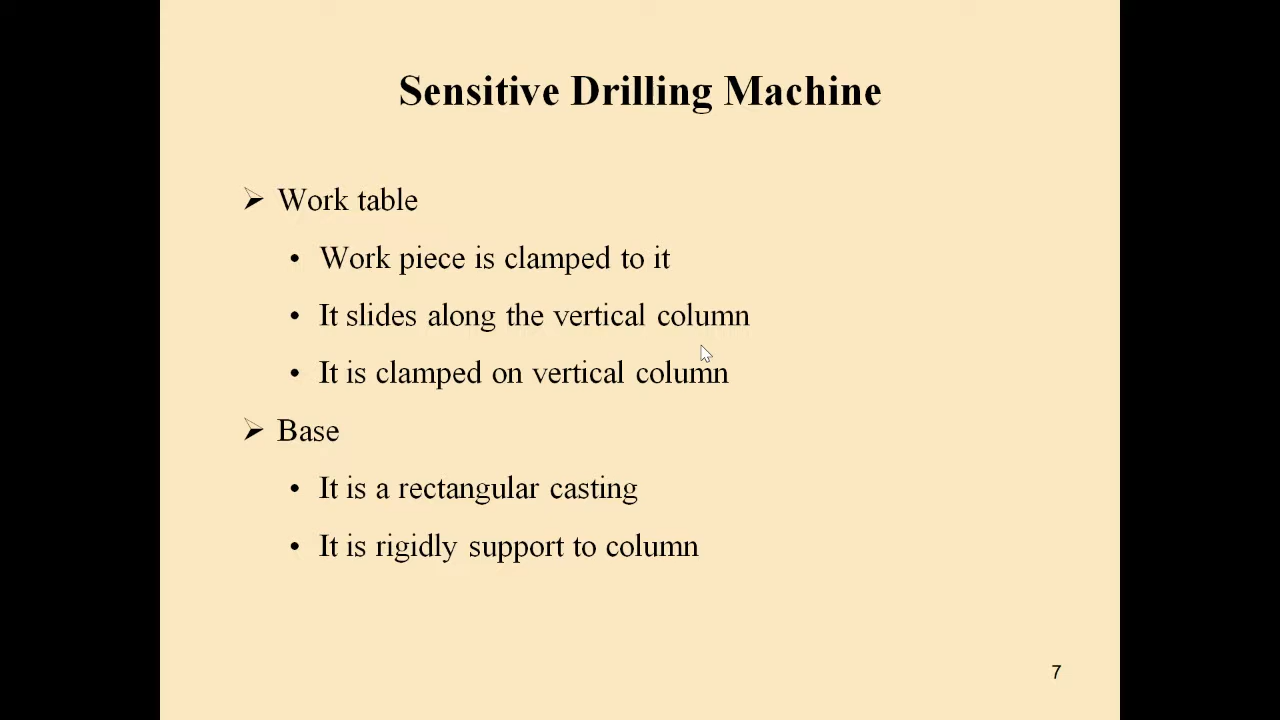 Sensitive Drilling Machine
➢ Work table
• Work piece is clamped to it
• It slides along the vertical column
• It is clamped on vertical column
➢ Base
• It is a rectangular casting
• It is rigidly support to column
7